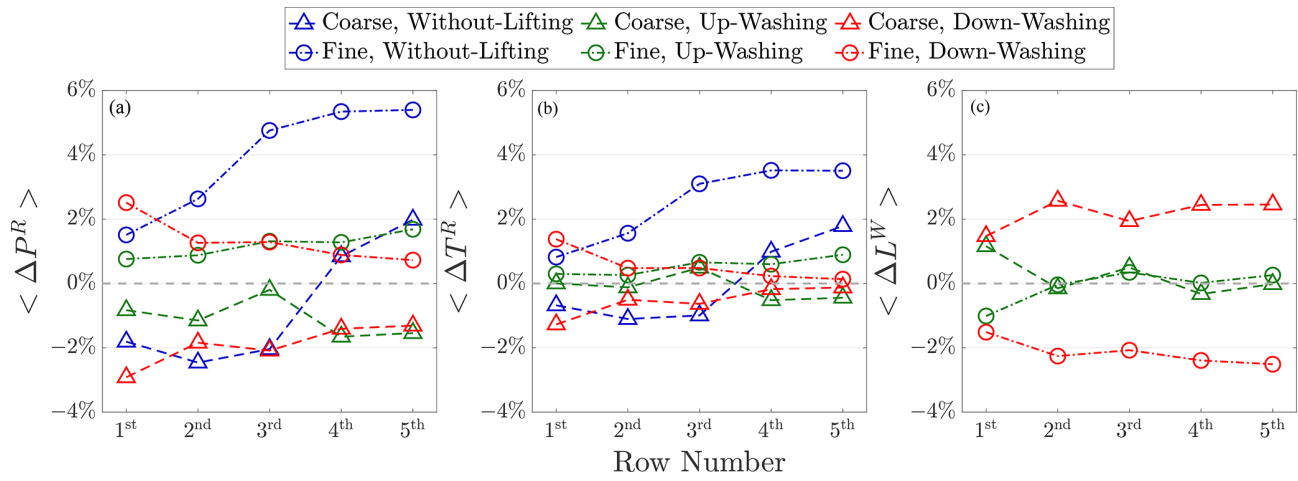 Coarse, Without-Lifting Coarse, Up-Washing Coarse, Down-Washing
Fine, Without-Lifting Fine, Up-Washing Fine, Down-Washing
(a)
6%
4%
2%
0%
−2%
−4%
< ΔP^R >
1st 2nd 3rd 4th 5th
(b)
6%
4%
2%
0%
−2%
−4%
< ΔT^R >
1st 2nd 3rd 4th 5th
(c)
6%
4%
2%
0%
−2%
−4%
< ΔL^W >
1st 2nd 3rd 4th 5th
Row Number